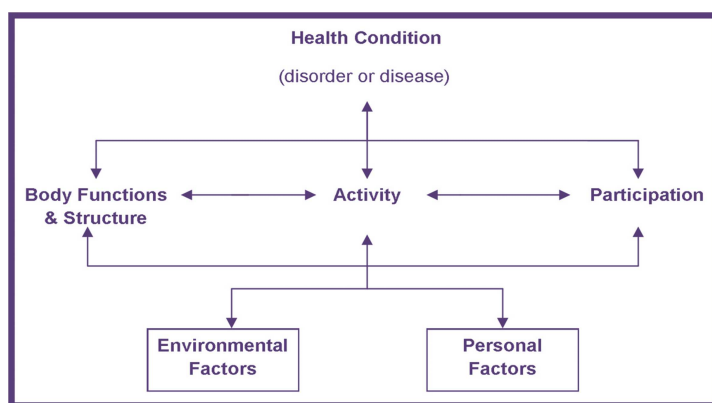 Health Condition
(disorder or disease)
Body Functions
& Structure
Activity
Participation
Environmental
Factors
Personal
Factors